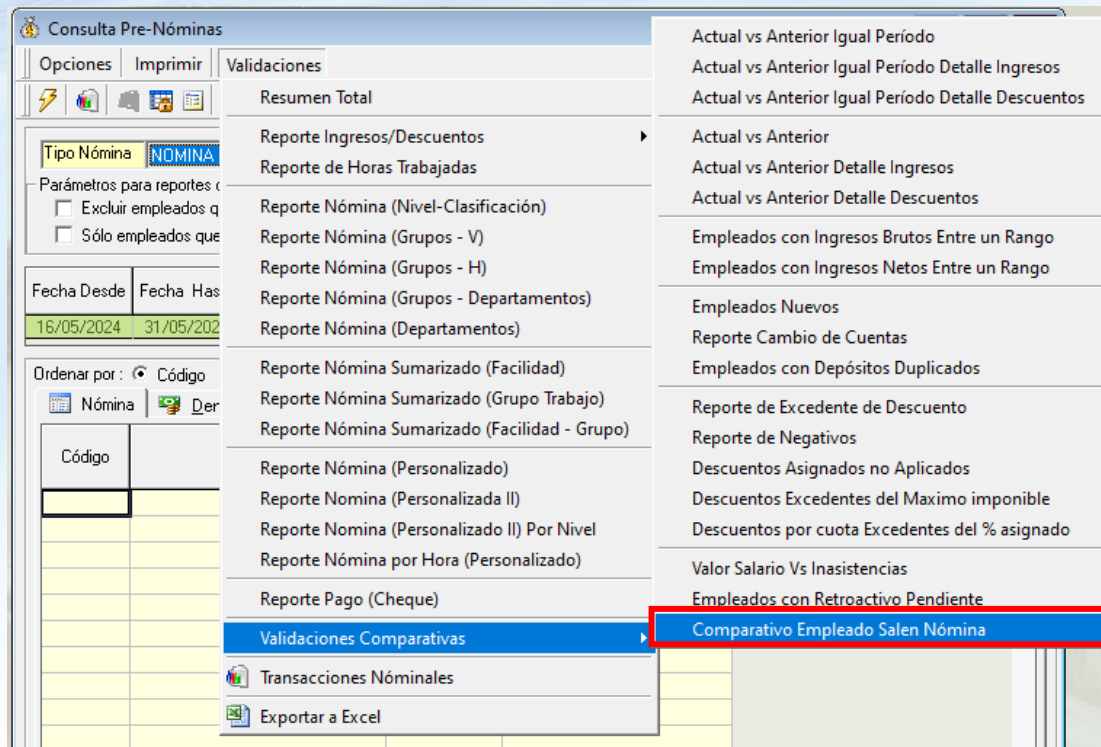 Consulta Pre-Nóminas
Opciones Imprimir Validaciones
Tipo Nómina NOMINA
Parámetros para reportes
Excluir empleados
Sólo empleados que
Fecha Desde Fecha Has
16/05/2024 31/05/202
Ordenar por : Código
Nómina Der
Código
Resumen Total
Reporte Ingresos/Descuentos
Reporte de Horas Trabajadas
Reporte Nómina (Nivel-Clasificación)
Reporte Nómina (Grupos - V)
Reporte Nómina (Grupos - H)
Reporte Nómina (Grupos - Departamentos)
Reporte Nómina (Departamentos)
Reporte Nómina Sumarizado (Facilidad)
Reporte Nómina Sumarizado (Grupo Trabajo)
Reporte Nómina Sumarizado (Facilidad - Grupo)
Reporte Nómina (Personalizado)
Reporte Nomina (Personalizada II)
Reporte Nomina (Personalizado II) Por Nivel
Reporte Nómina por Hora (Personalizado)
Reporte Pago (Cheque)
Validaciones Comparativas
Transacciones Nóminales
Exportar a Excel
Actual vs Anterior Igual Período
Actual vs Anterior Igual Período Detalle Ingresos
Actual vs Anterior Igual Período Detalle Descuentos
Actual vs Anterior
Actual vs Anterior Detalle Ingresos
Actual vs Anterior Detalle Descuentos
Empleados con Ingresos Brutos Entre un Rango
Empleados con Ingresos Netos Entre un Rango
Empleados Nuevos
Reporte Cambio de Cuentas
Empleados con Depósitos Duplicados
Reporte de Excedente de Descuento
Reporte de Negativos
Descuentos Asignados no Aplicados
Descuentos Excedentes del Maximo imponible
Descuentos por cuota Excedentes del % asignado
Valor Salario Vs Inasistencias
Empleados con Retroactivo Pendiente
Comparativo Empleado Salen Nómina